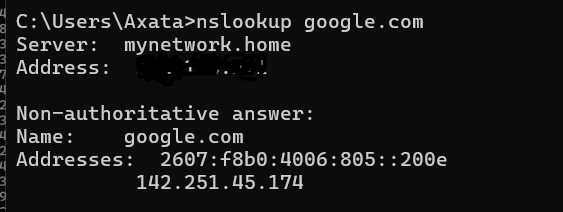 C:\Users\Axata>nslookup google.com
Server:  mynetwork.home
Address:

Non-authoritative answer:
Name:    google.com
Addresses:  2607:f8b0:4006:805::200e
          142.251.45.174